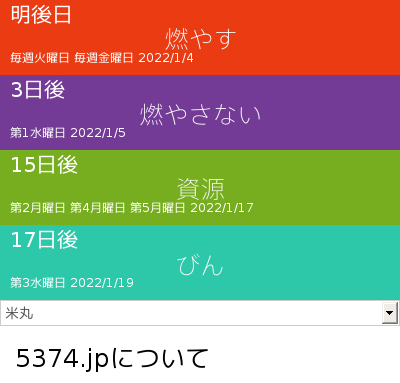 明後日
燃やす
毎週火曜日 毎週金曜日 2022/1/4
3日後
燃やさない
第1水曜日 2022/1/5
15日後
資源
第2月曜日 第4月曜日 第5月曜日 2022/1/17
17日後
びん
第3水曜日 2022/1/19
米丸
5374.jpについて